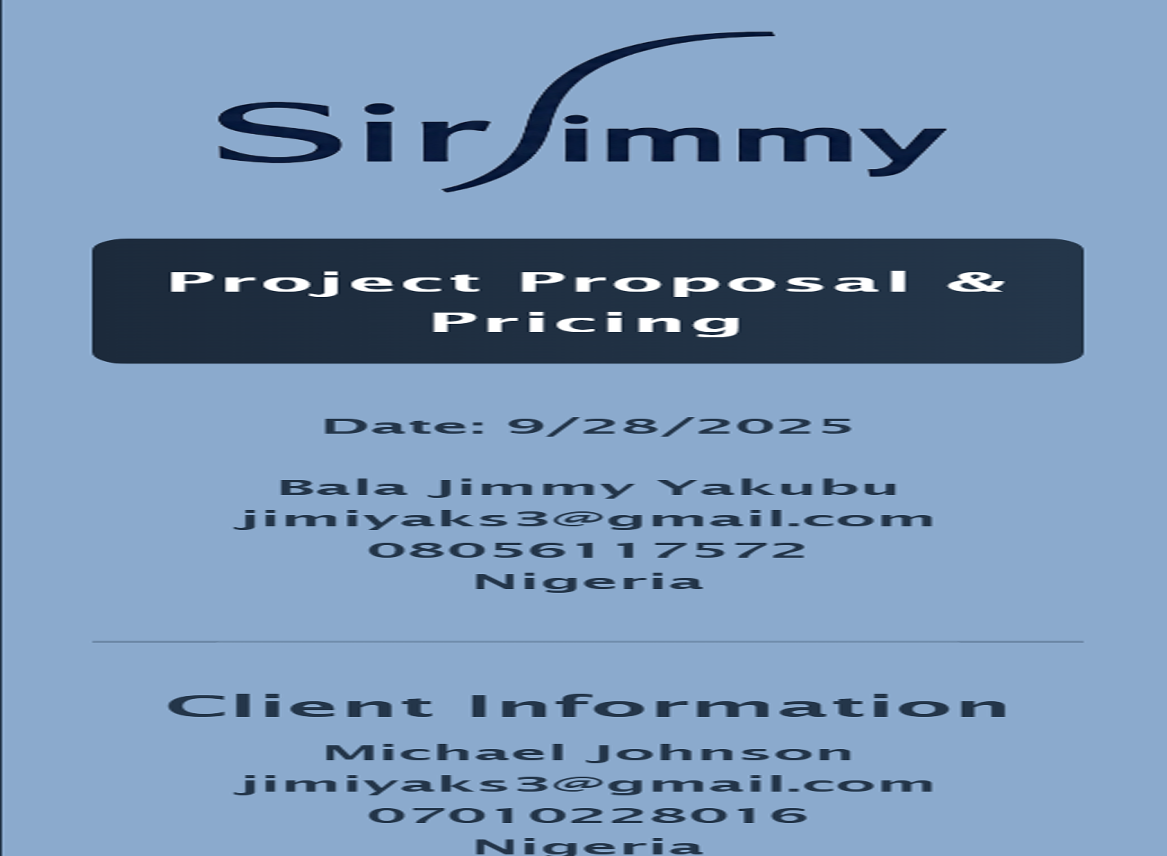 SirJimmy
Project Proposal &
Pricing
Date: 9/28/2025
Bala Jimmy Yakubu
jimiyaks3@gmail.com
08056117572
Nigeria
Client Information
Michael Johnson
jimiyaks3@gmail.com
07010228016
Nigeria